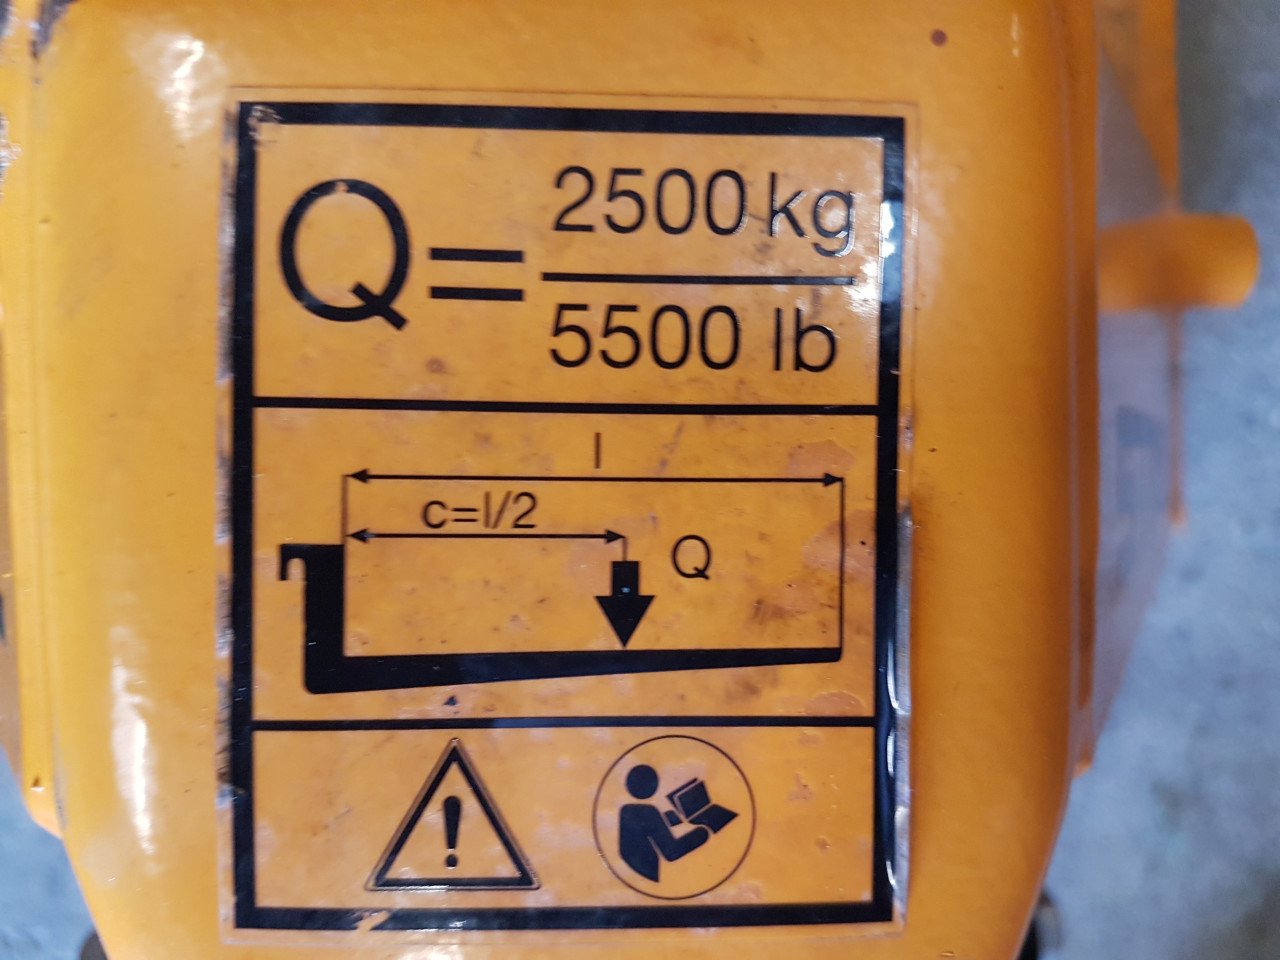 Q= 2500 kg
5500 lb
l
c=l/2
Q